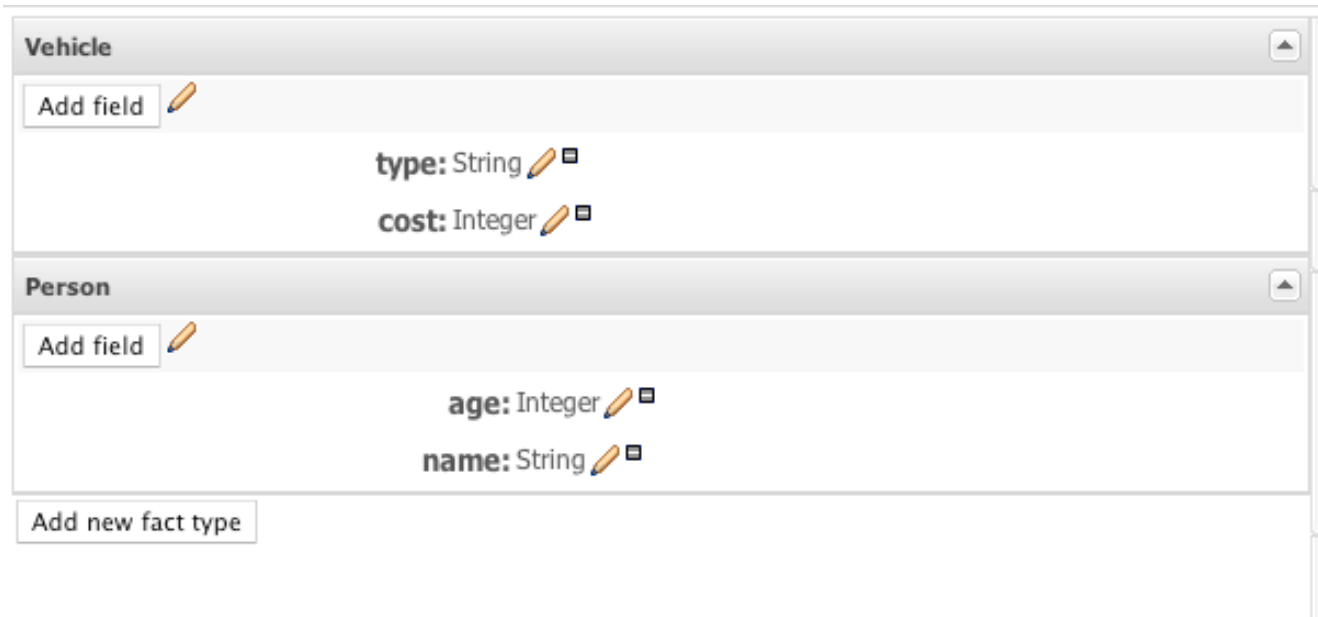 Vehicle
Add field
type: String
cost: Integer
Person
Add field
age: Integer
name: String
Add new fact type